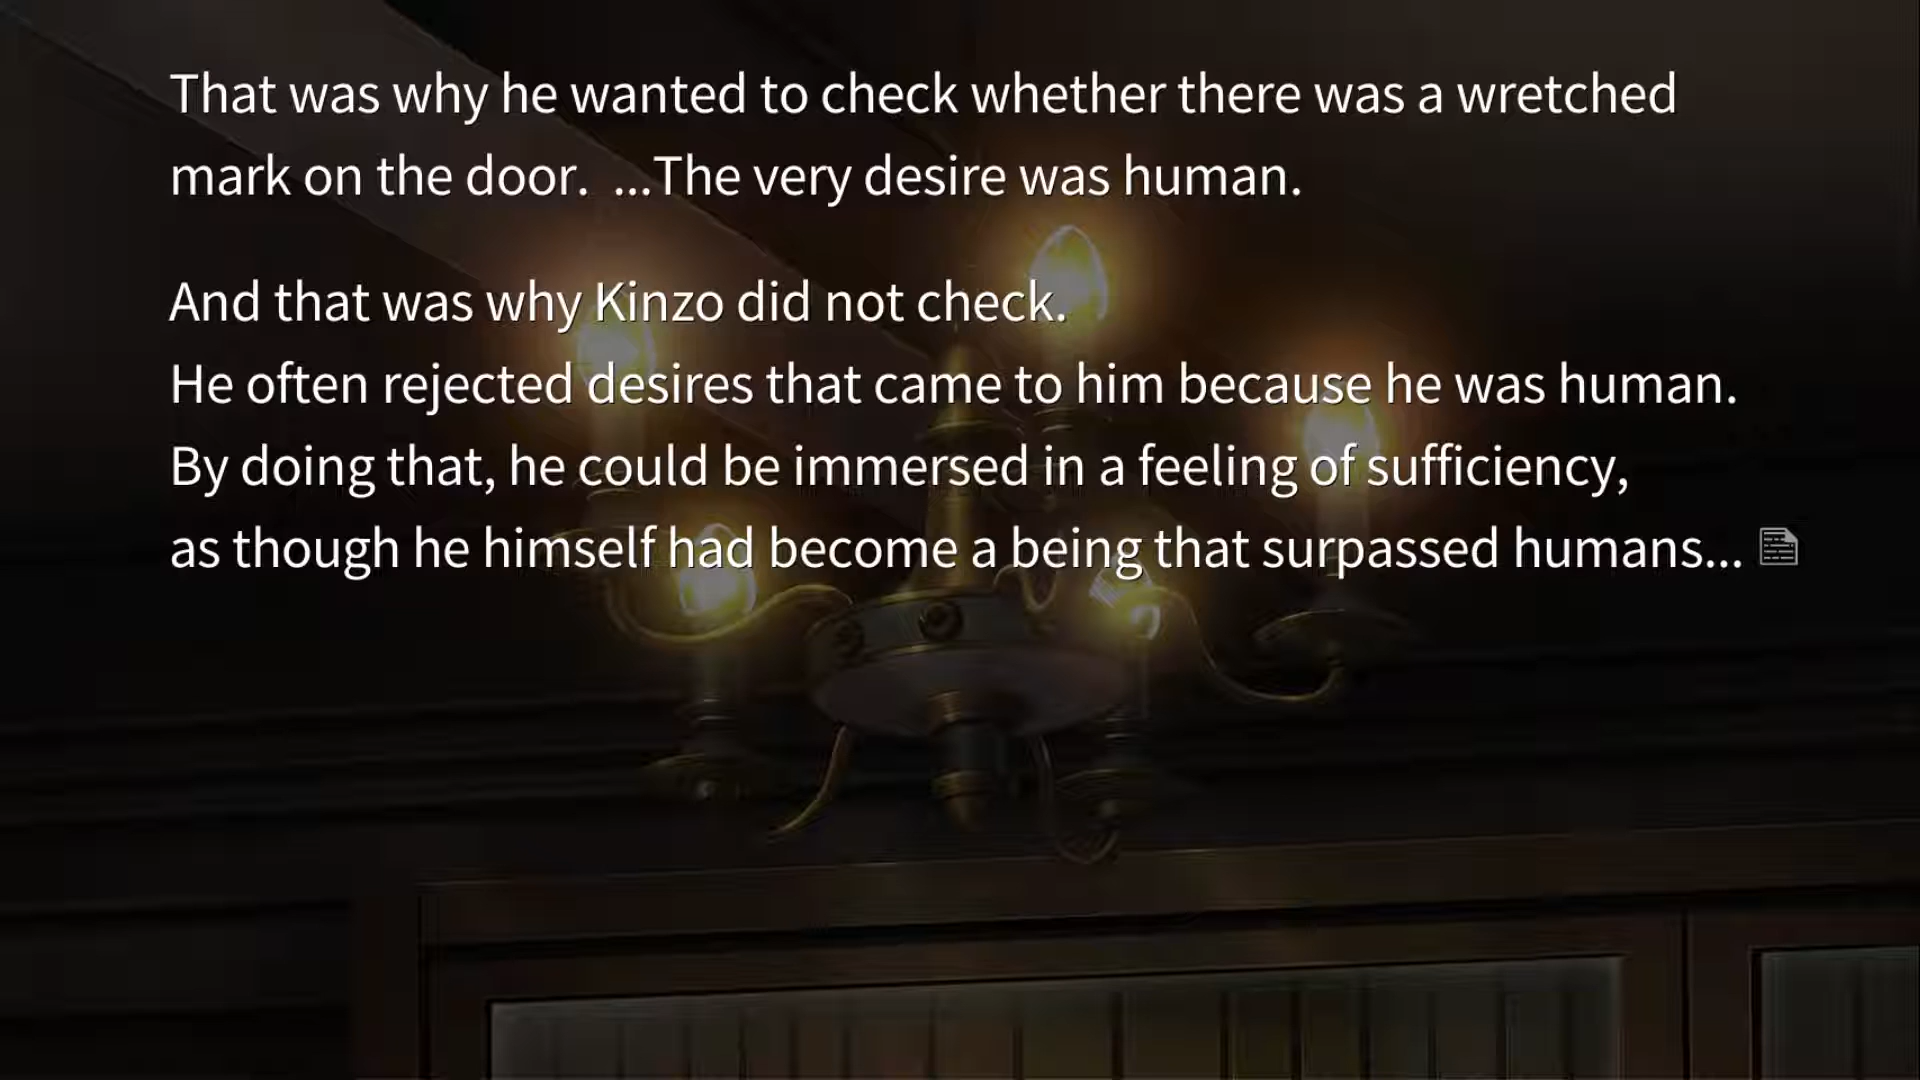 That was why he wanted to check whether there was a wretched
mark on the door.  ...The very desire was human.
And that was why Kinzo did not check.
He often rejected desires that came to him because he was human.
By doing that, he could be immersed in a feeling of sufficiency,
as though he himself had become a being that surpassed humans...